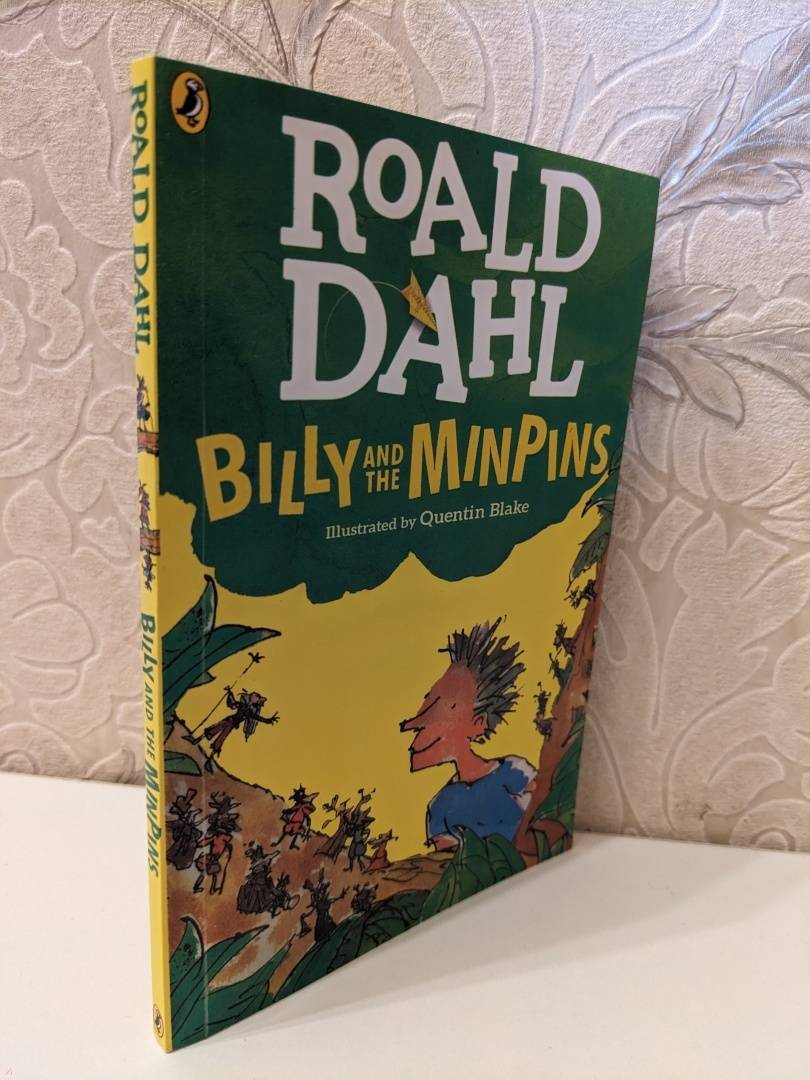 ROALD
DAHL
BILLY AND THE MINPINS
Illustrated by Quentin Blake
ROALD DAHL
BILLY AND THE MINPINS